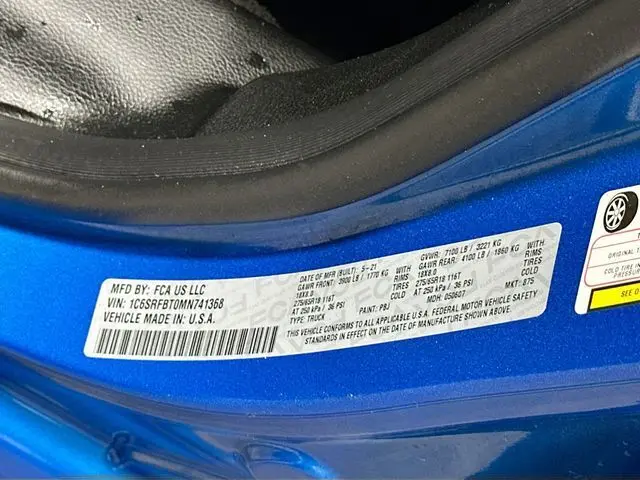 MFD BY: FCA US LLC
VIN: 1C6SRFBT0MN741368
VEHICLE MADE IN: U.S.A.
DATE OF MFR (BUILT): 5-21
GVWR: 7100 LB / 3221 KG
GAWR FRONT: 3900 LB / 1770 KG WITH
GAWR REAR: 4100 LB / 1860 KG WITH
18X8.0 RIMS
18X8.0 RIMS
275/65R18 116T TIRES
275/65R18 116T TIRES
AT 250 kPa / 36 PSI COLD
AT 250 kPa / 36 PSI COLD
TYPE: TRUCK
PAINT: PBJ
MDH: 050607
MKT: 875
THIS VEHICLE CONFORMS TO ALL APPLICABLE U.S.A. FEDERAL MOTOR VEHICLE SAFETY
STANDARDS IN EFFECT ON THE DATE OF MANUFACTURE SHOWN ABOVE.
SEE